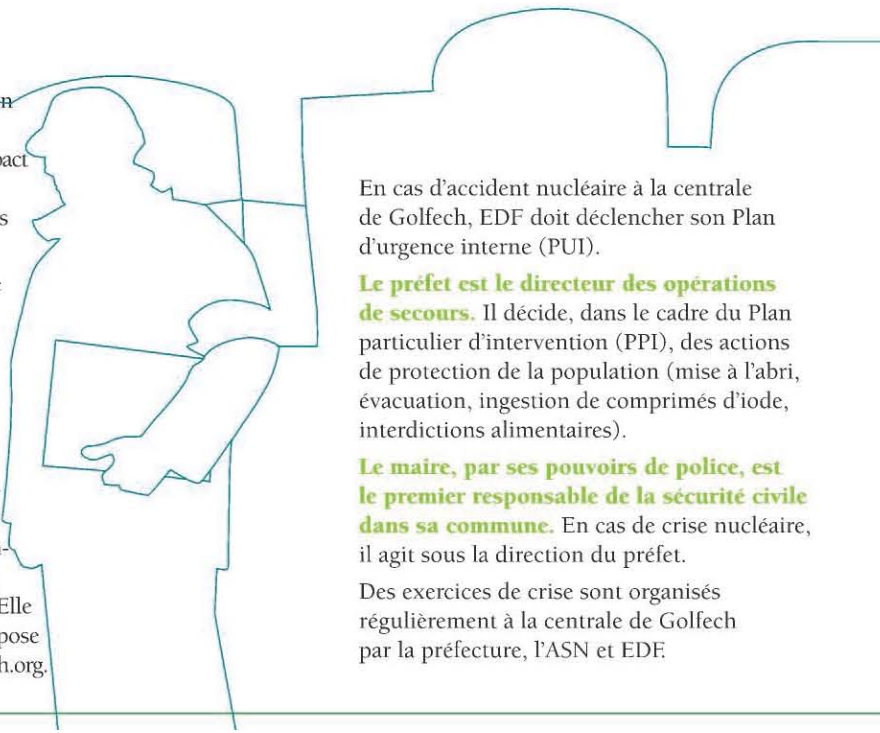 n
pact
s
-
Elle
pose
h.org.
En cas d'accident nucléaire à la centrale
de Golfech, EDF doit déclencher son Plan
d'urgence interne (PUI).
Le préfet est le directeur des opérations
de secours. Il décide, dans le cadre du Plan
particulier d'intervention (PPI), des actions
de protection de la population (mise à l'abri,
évacuation, ingestion de comprimés d'iode,
interdictions alimentaires).
Le maire, par ses pouvoirs de police, est
le premier responsable de la sécurité civile
dans sa commune. En cas de crise nucléaire,
il agit sous la direction du préfet.
Des exercices de crise sont organisés
régulièrement à la centrale de Golfech
par la préfecture, l'ASN et EDF.